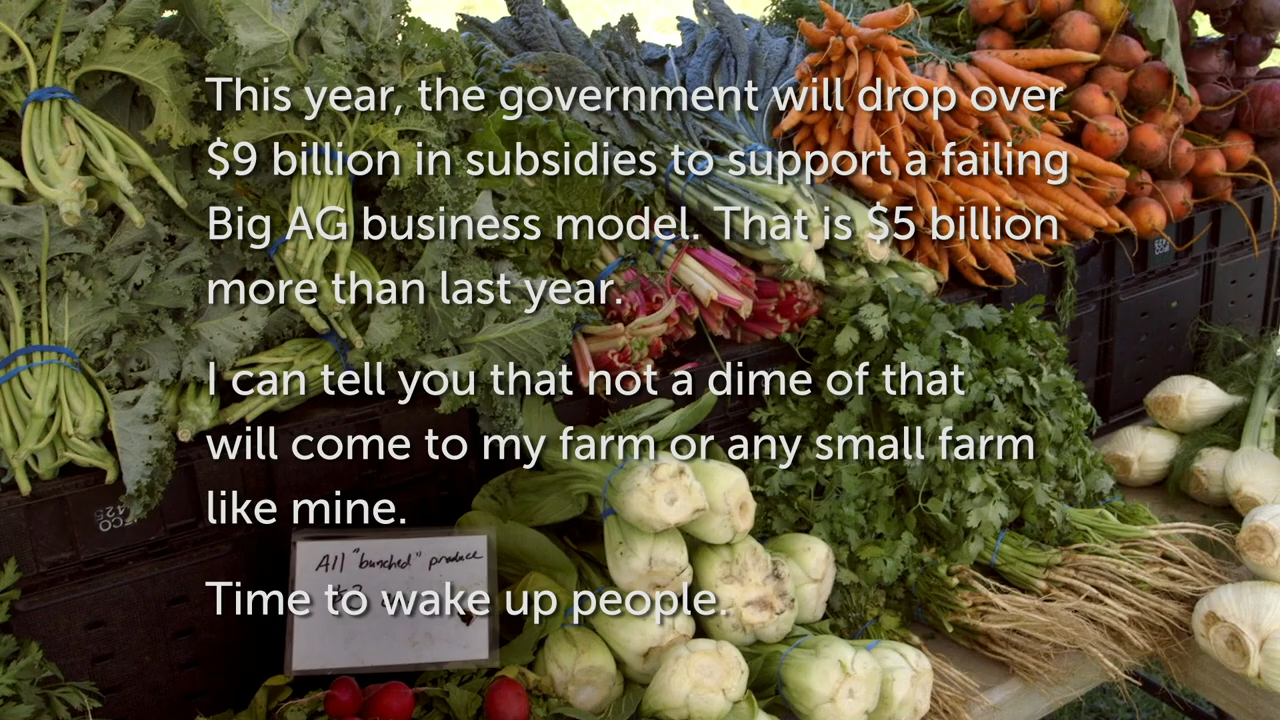 This year, the government will drop over
$9 billion in subsidies to support a failing
Big AG business model. That is $5 billion
more than last year.
I can tell you that not a dime of that
will come to my farm or any small farm
like mine.
All "bunched" produce
Time to wake up people.